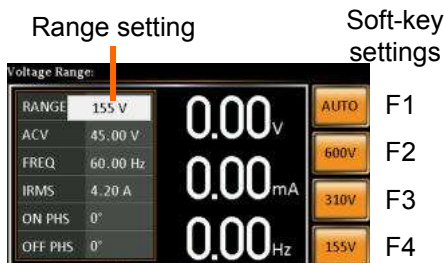 Range setting
Soft-key settings
Voltage Range:
RANGE 155 V
ACV 45.00 V
FREQ 60.00 Hz
IRMS 4.20 A
ON PHS 0°
OFF PHS 0°
0.00V
0.00mA
0.00Hz
AUTO F1
600V F2
310V F3
155V F4